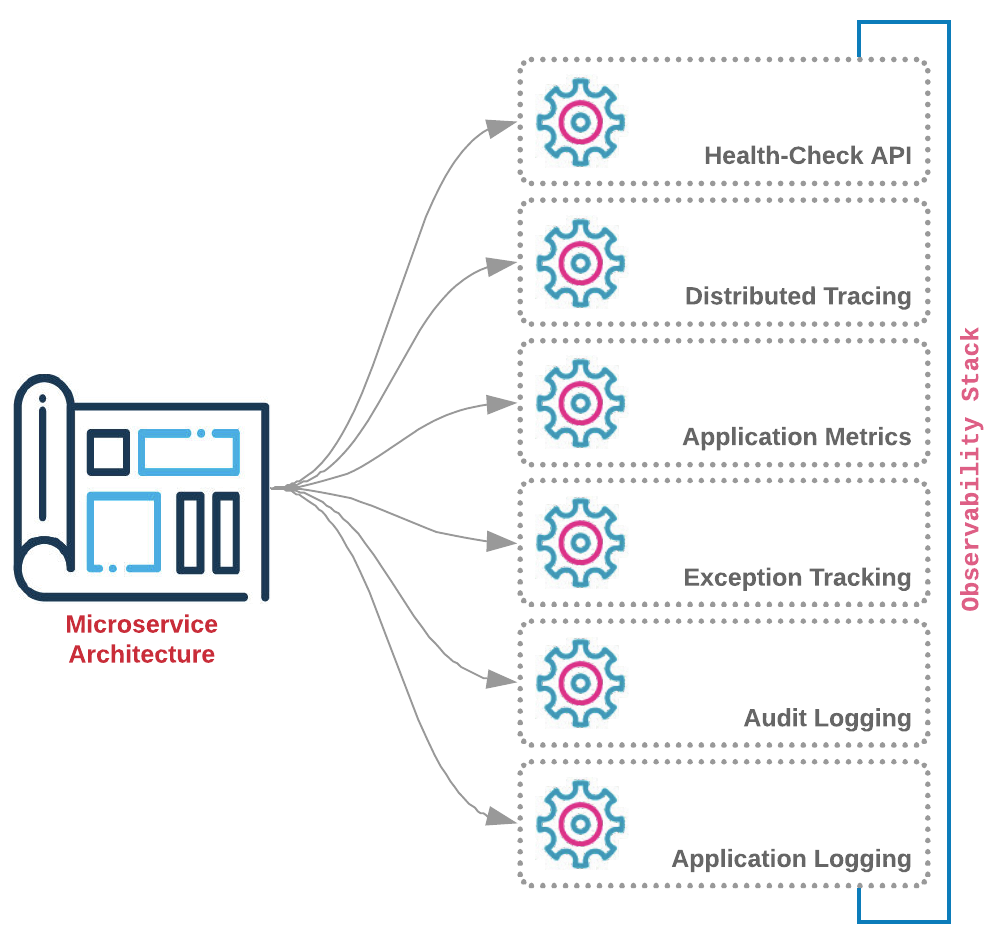 Health-Check API
Distributed Tracing
Application Metrics
Exception Tracking
Audit Logging
Application Logging
Microservice
Architecture
Observability Stack